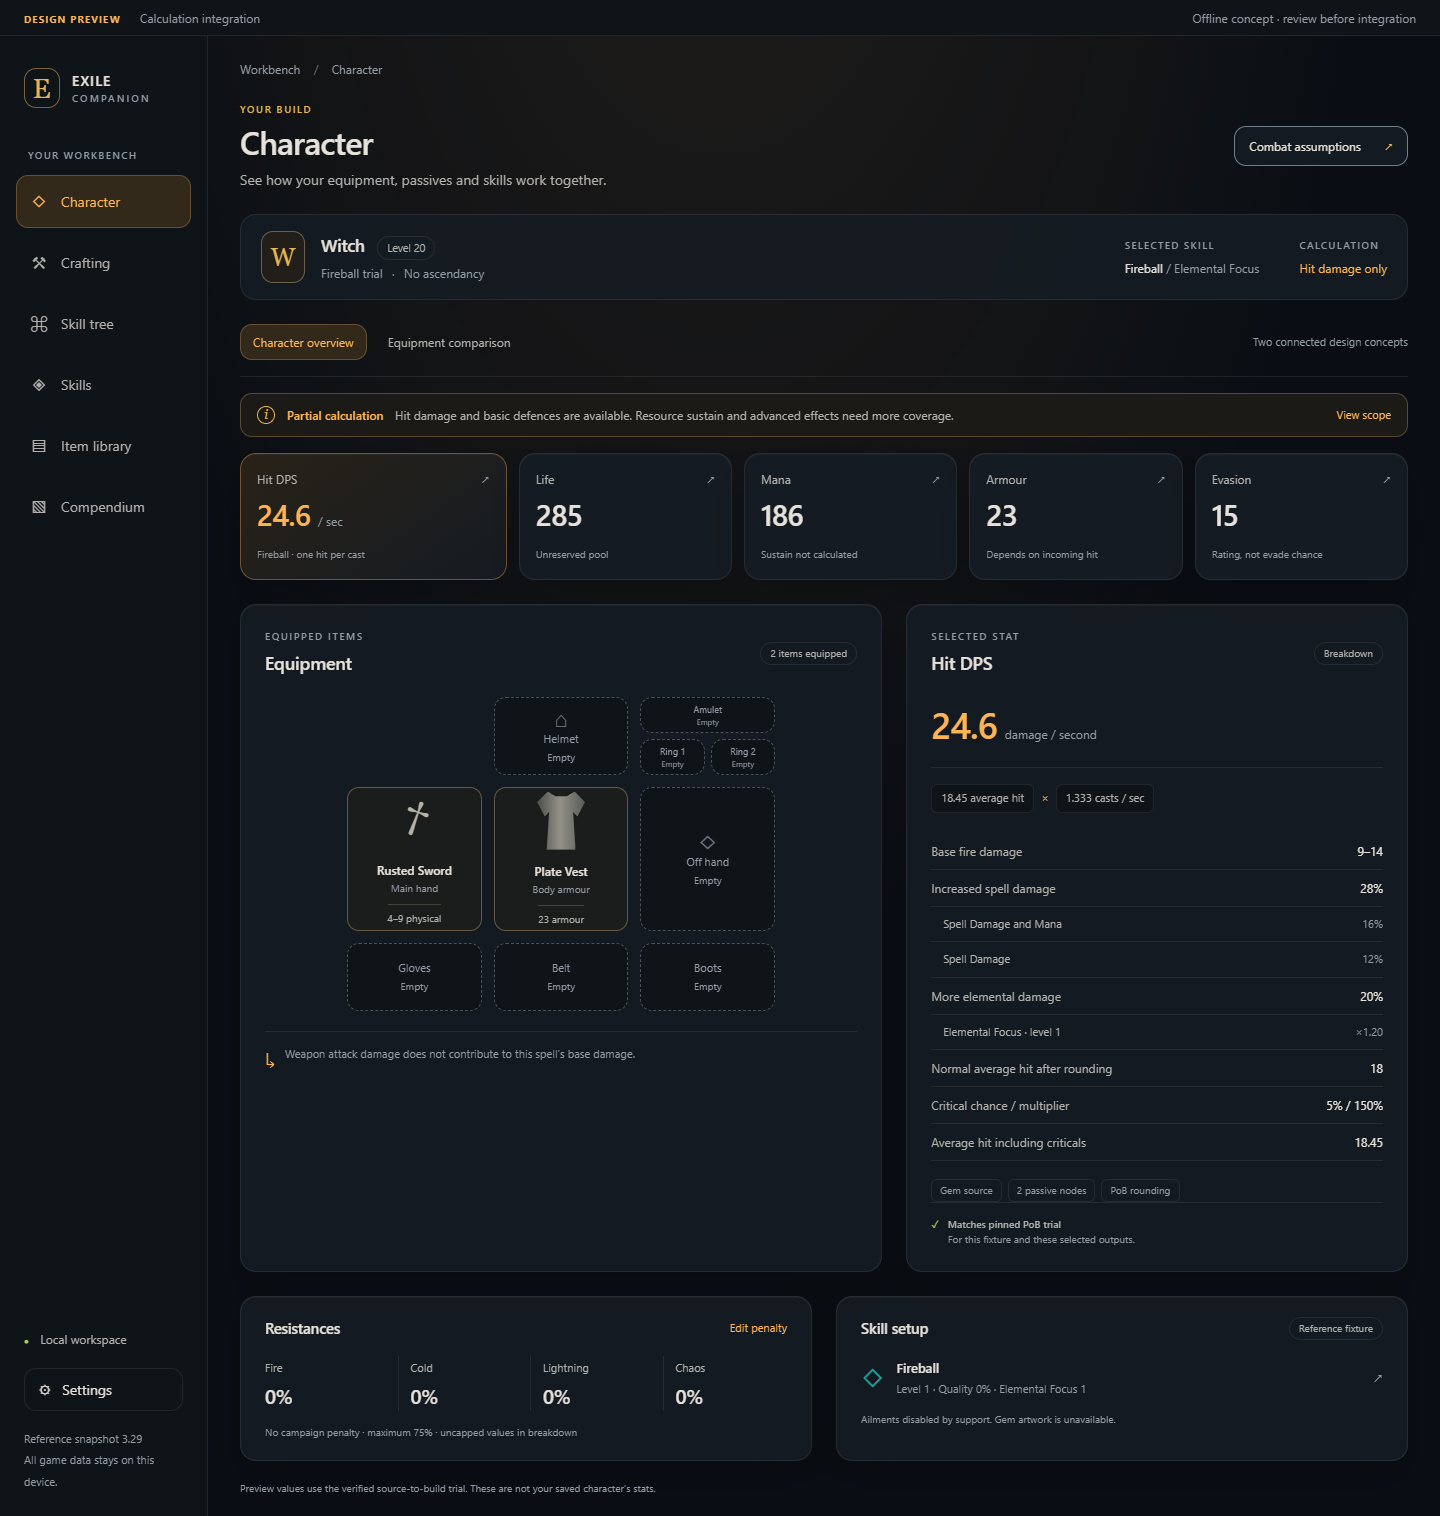 DESIGN PREVIEW Calculation integration Offline concept · review before integration
E EXILE
COMPANION
YOUR WORKBENCH
Character
Crafting
Skill tree
Skills
Item library
Compendium
Local workspace
Settings
Reference snapshot 3.29
All game data stays on this
device.
Workbench / Character
YOUR BUILD
Character
See how your equipment, passives and skills work together.
Combat assumptions ↗
W Witch Level 20
Fireball trial · No ascendancy
SELECTED SKILL
Fireball / Elemental Focus
CALCULATION
Hit damage only
Character overview Equipment comparison Two connected design concepts
i Partial calculation Hit damage and basic defences are available. Resource sustain and advanced effects need more coverage. View scope
Hit DPS ↗
24.6 / sec
Fireball · one hit per cast
Life ↗
285
Unreserved pool
Mana ↗
186
Sustain not calculated
Armour ↗
23
Depends on incoming hit
Evasion ↗
15
Rating, not evade chance
EQUIPPED ITEMS
Equipment
2 items equipped
Helmet
Empty
Amulet
Empty
Ring 1
Empty
Ring 2
Empty
Rusted Sword
Main hand
4–9 physical
Plate Vest
Body armour
23 armour
Off hand
Empty
Gloves
Empty
Belt
Empty
Boots
Empty
↳ Weapon attack damage does not contribute to this spell's base damage.
SELECTED STAT
Hit DPS
Breakdown
24.6 damage / second
18.45 average hit × 1.333 casts / sec
Base fire damage 9–14
Increased spell damage 28%
Spell Damage and Mana 16%
Spell Damage 12%
More elemental damage 20%
Elemental Focus · level 1 ×1.20
Normal average hit after rounding 18
Critical chance / multiplier 5% / 150%
Average hit including criticals 18.45
Gem source 2 passive nodes PoB rounding
✓ Matches pinned PoB trial
For this fixture and these selected outputs.
Resistances Edit penalty
Fire
0%
Cold
0%
Lightning
0%
Chaos
0%
No campaign penalty · maximum 75% · uncapped values in breakdown
Skill setup Reference fixture
Fireball
Level 1 · Quality 0% · Elemental Focus 1 ↗
Ailments disabled by support. Gem artwork is unavailable.
Preview values use the verified source-to-build trial. These are not your saved character's stats.